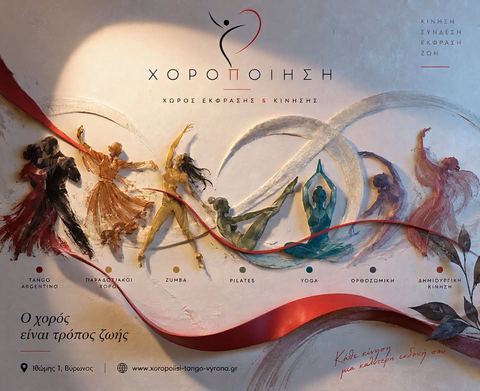 ΧΟΡΟΠΟΙΗΣΗ
ΧΩΡΟΣ ΕΚΦΡΑΣΗΣ & ΚΙΝΗΣΗΣ
ΚΙΝΗΣΗ
ΣΥΝΔΕΣΗ
ΕΚΦΡΑΣΗ
ΖΩΗ
TANGO
ARGENTINO
ΠΑΡΑΔΟΣΙΑΚΟΙ
ΧΟΡΟΙ
ZUMBA
PILATES
YOGA
ΟΡΘΟΣΩΜΙΚΗ
ΔΗΜΙΟΥΡΓΙΚΗ
ΚΙΝΗΣΗ
Ο χορός
είναι τρόπος ζωής
Κάθε κίνηση
μια καλύτερη εκδοχή σου
Ιθώμης 1, Βύρωνας | www.xoropoiisi-tango-vyrona.gr